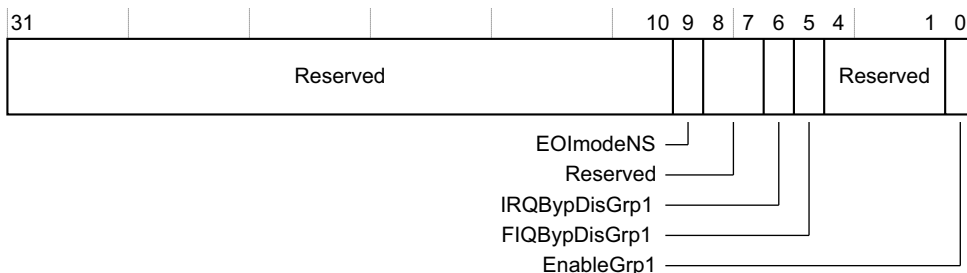 31 10 9 8 7 6 5 4 1 0
Reserved Reserved
EOImodeNS
Reserved
IRQBypDisGrp1
FIQBypDisGrp1
EnableGrp1